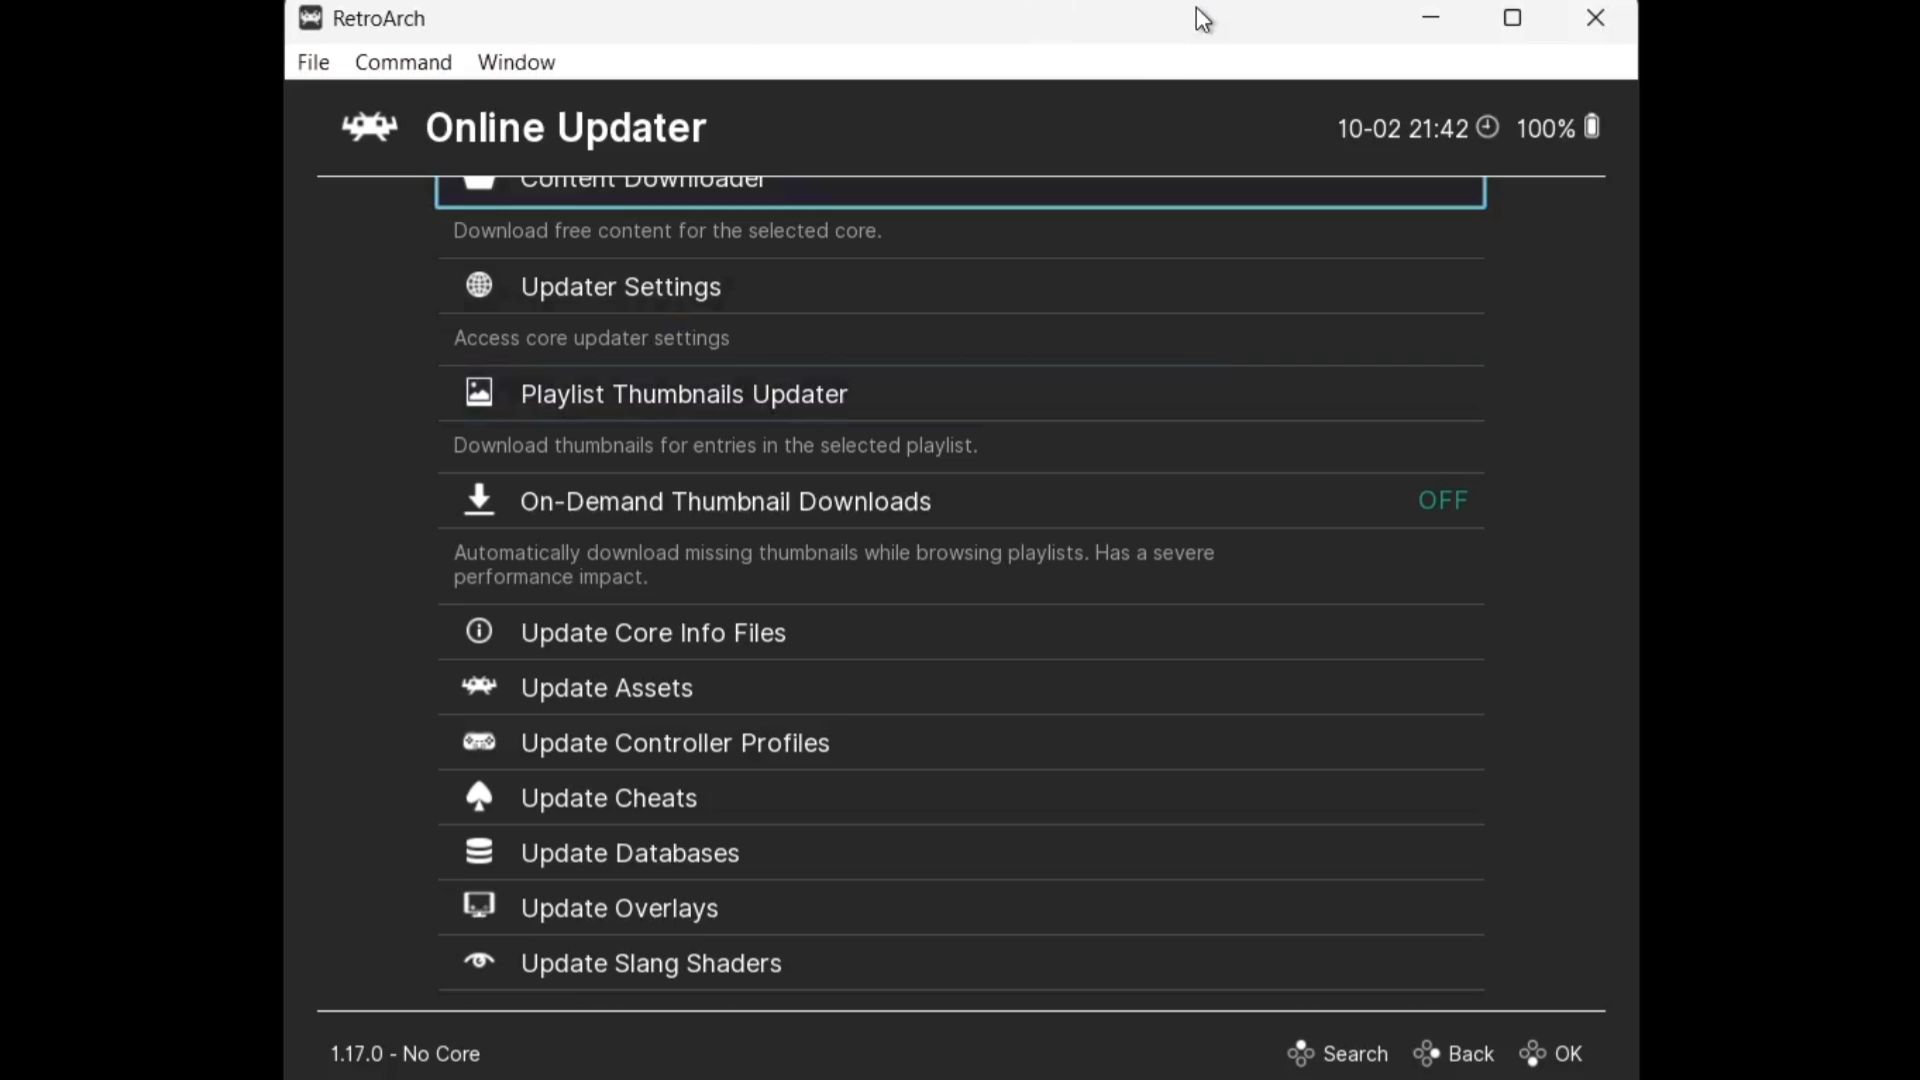 RetroArch
File Command Window
Online Updater
10-02 21:42 100%
Content Downloader
Download free content for the selected core.
Updater Settings
Access core updater settings
Playlist Thumbnails Updater
Download thumbnails for entries in the selected playlist.
On-Demand Thumbnail Downloads OFF
Automatically download missing thumbnails while browsing playlists. Has a severe
performance impact.
Update Core Info Files
Update Assets
Update Controller Profiles
Update Cheats
Update Databases
Update Overlays
Update Slang Shaders
1.17.0 - No Core
Search Back OK